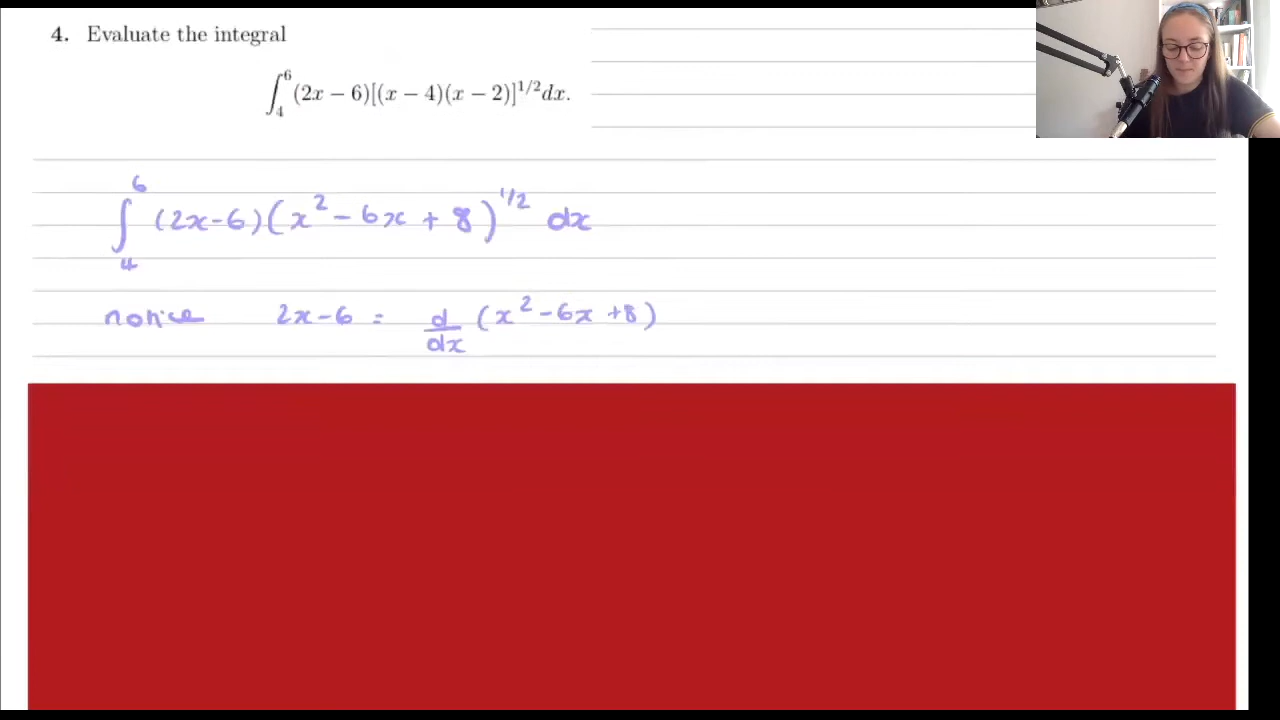 4. Evaluate the integral
∫₄⁶ (2x − 6)[(x − 4)(x − 2)]^{1/2} dx.
∫₄⁶ (2x-6)(x² - 6x + 8)^{1/2} dx
notice 2x-6 = d/dx (x² - 6x + 8)